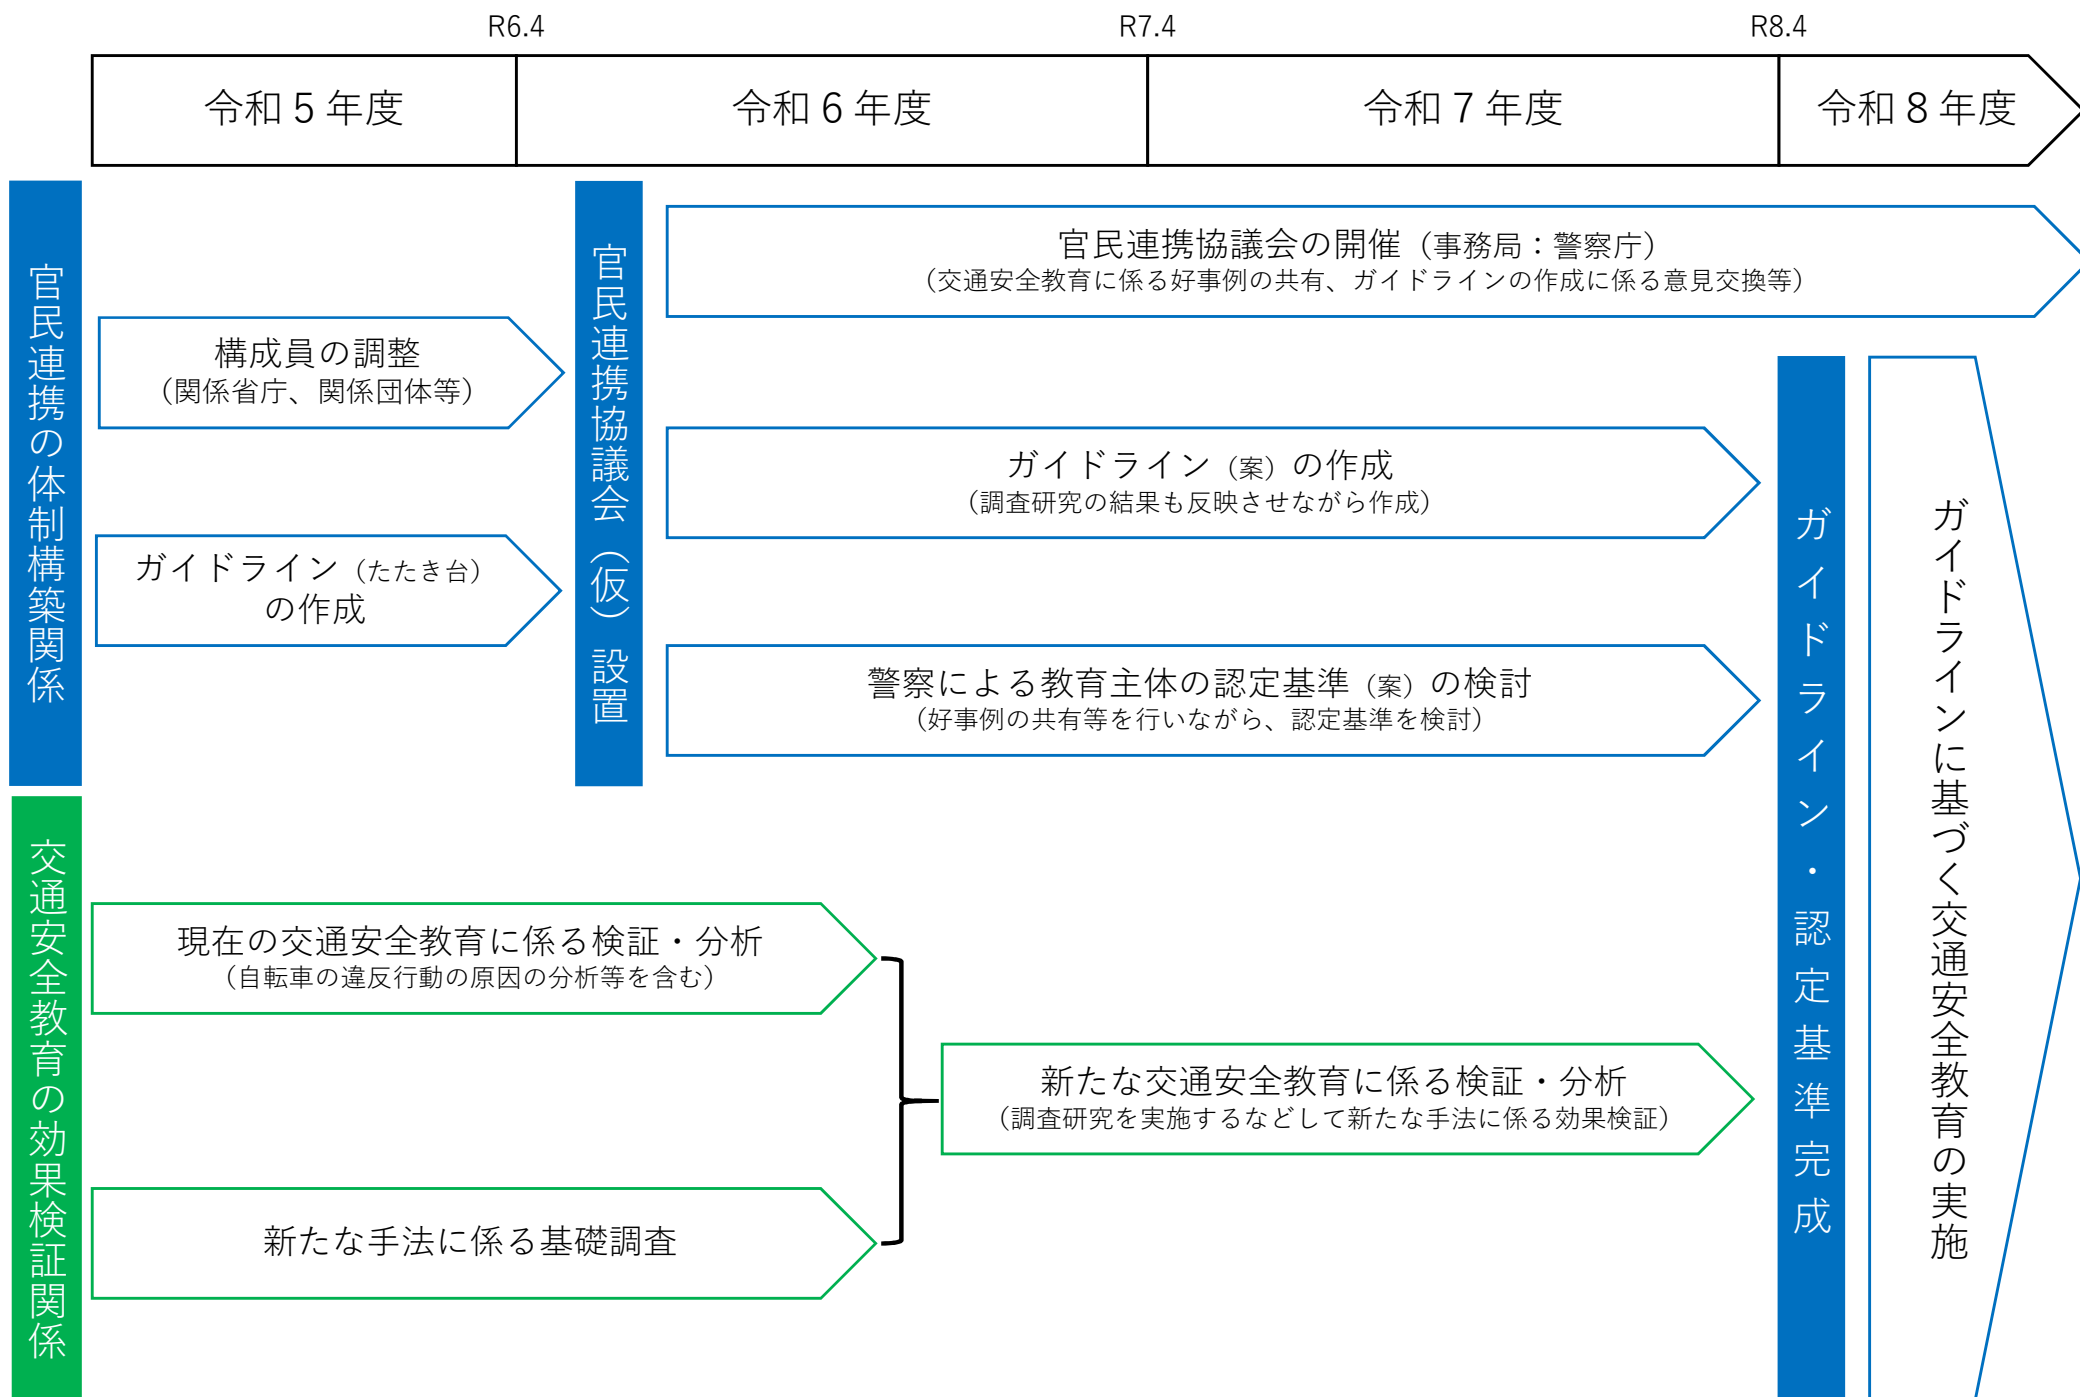 R6.4
R7.4
R8.4
令和５年度
令和６年度
令和７年度
令和８年度
官民連携の体制構築関係
構成員の調整
（関係省庁、関係団体等）
ガイドライン（たたき台）
の作成
官民連携協議会（仮）設置
官民連携協議会の開催（事務局：警察庁）
（交通安全教育に係る好事例の共有、ガイドラインの作成に係る意見交換等）
ガイドライン（案）の作成
（調査研究の結果も反映させながら作成）
警察による教育主体の認定基準（案）の検討
（好事例の共有等を行いながら、認定基準を検討）
ガイドライン・認定基準完成
ガイドラインに基づく交通安全教育の実施
交通安全教育の効果検証関係
現在の交通安全教育に係る検証・分析
（自転車の違反行動の原因の分析等を含む）
新たな手法に係る基礎調査
新たな交通安全教育に係る検証・分析
（調査研究を実施するなどして新たな手法に係る効果検証）